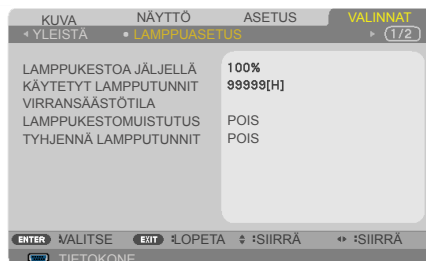 KUVA NÄYTTÖ ASETUS VALINNAT
YLEISTÄ • LAMPPUASETUS (1/2)
LAMPPUKESTOA JÄLJELLÄ 100%
KÄYTETYT LAMPPUTUNNIT 99999[H]
VIRRANSÄÄSTÖTILA
LAMPPUKESTOMUISTUTUS POIS
TYHJENNÄ LAMPPUTUNNIT POIS
ENTER :VALITSE EXIT :LOPETA :SIIRRÄ :SIIRRÄ
TIETOKONE